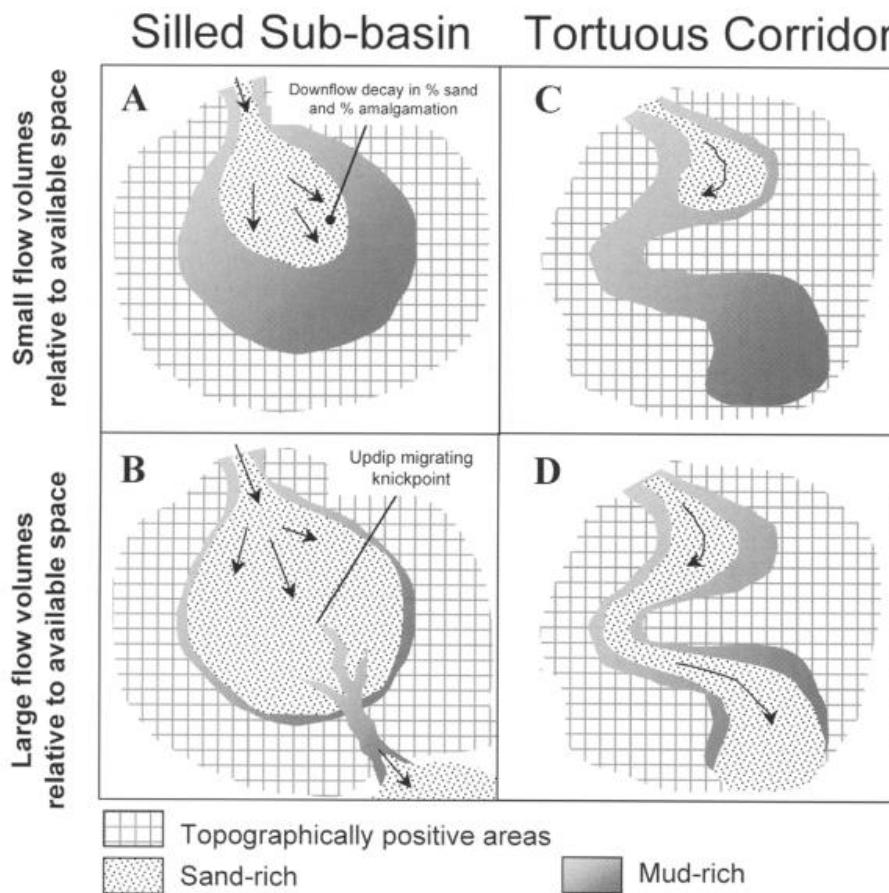 Silled Sub-basin
Tortuous Corridor
Small flow volumes
relative to available space
A
Downflow decay in % sand
and % amalgamation
C
Large flow volumes
relative to available space
B
Updip migrating
knickpoint
D
Topographically positive areas
Sand-rich
Mud-rich